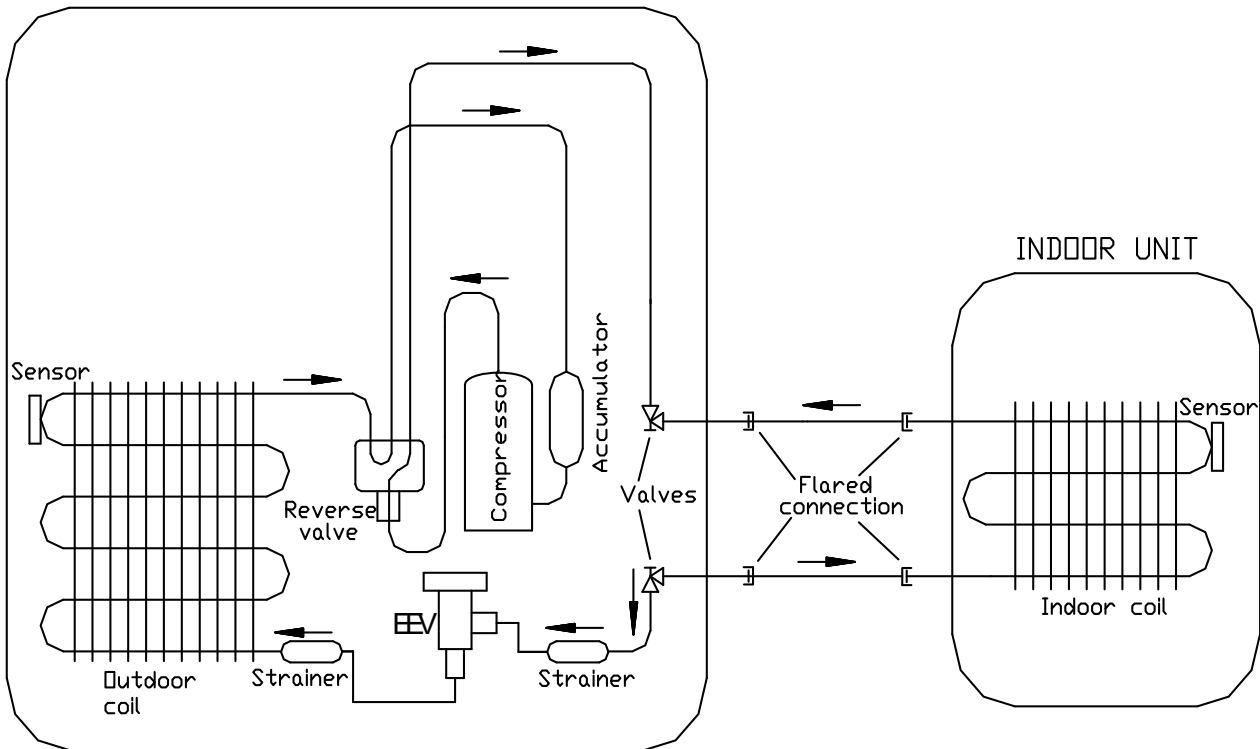 INDOOR UNIT
Sensor
Accumulator
Compressor
Sensor
Reverse
valve
Valves
Flared
connection
EEV
Indoor coil
Outdoor
coil
Strainer
Strainer